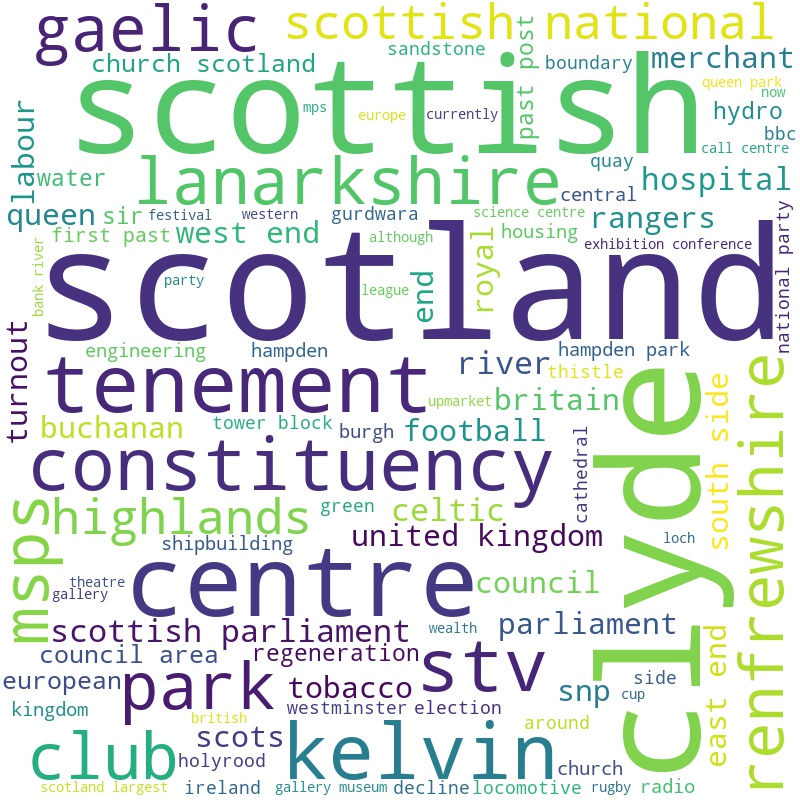 gaelic
scottish national
church scotland
sandstone
past post
boundary
merchant
queen park
now
mps
europe
currently
scottish
hydro
bbc
call centre
labour
water
lanarkshire
quay
central
hospital
queen
sir
festival
western
gurdwara
science centre
rangers
first past
west end
although
royal
housing
exhibition conference
national party
bank river
party
scotland
league
end
turnout
engineering
hampden
river
hampden park
thistle
tenement
upmarket
britain
clyde
renfrewshire
buchanan
tower block
burgh
football
south side
constituency
cathedral
msps
highlands
green
celtic
shipbuilding
united kingdom
loch
theatre
gallery
centre
council
scottish parliament
wealth
parliament
east end
council area
regeneration
stv
european
park
tobacco
snp
side
cup
kingdom
british
westminster
election
around
club
scots
holyrood
kelvin
church
scotland largest
ireland
gallery museum
decline
locomotive
rugby
radio